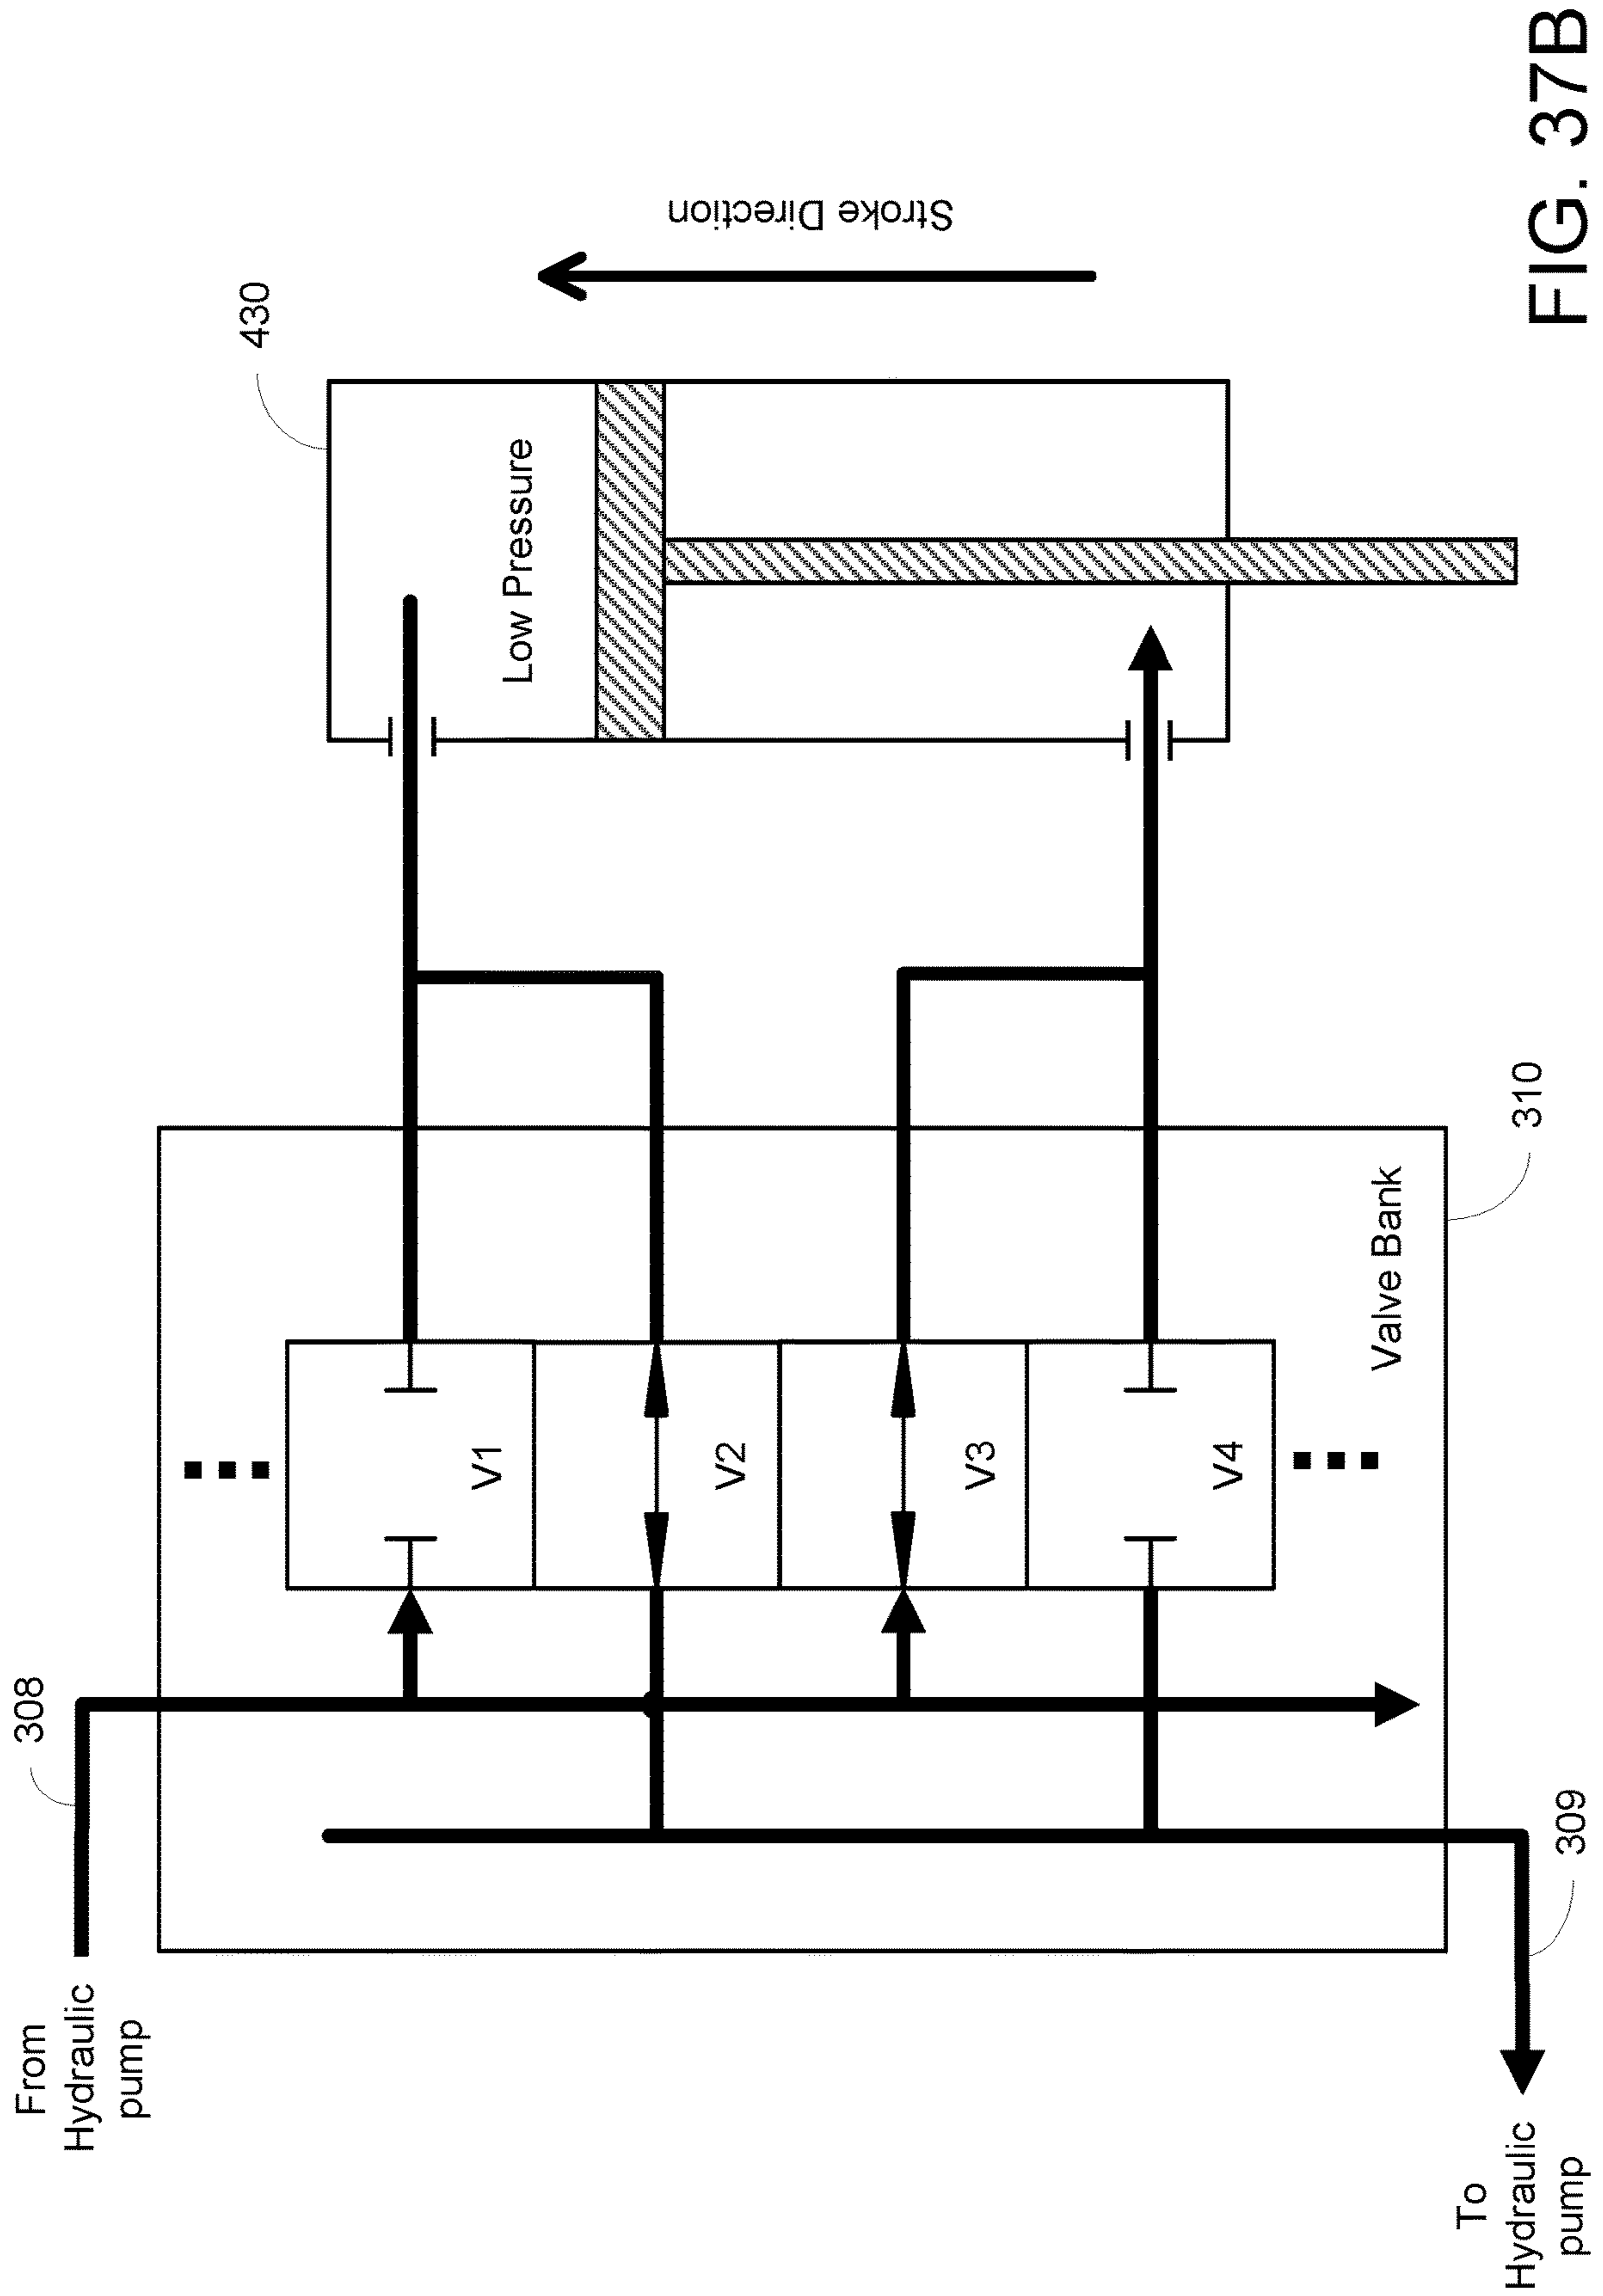 From
Hydraulic
pump
308
430
Stroke Direction
Low Pressure
V1
V2
V3
V4
Valve Bank
310
309
To
Hydraulic
pump
FIG. 37B